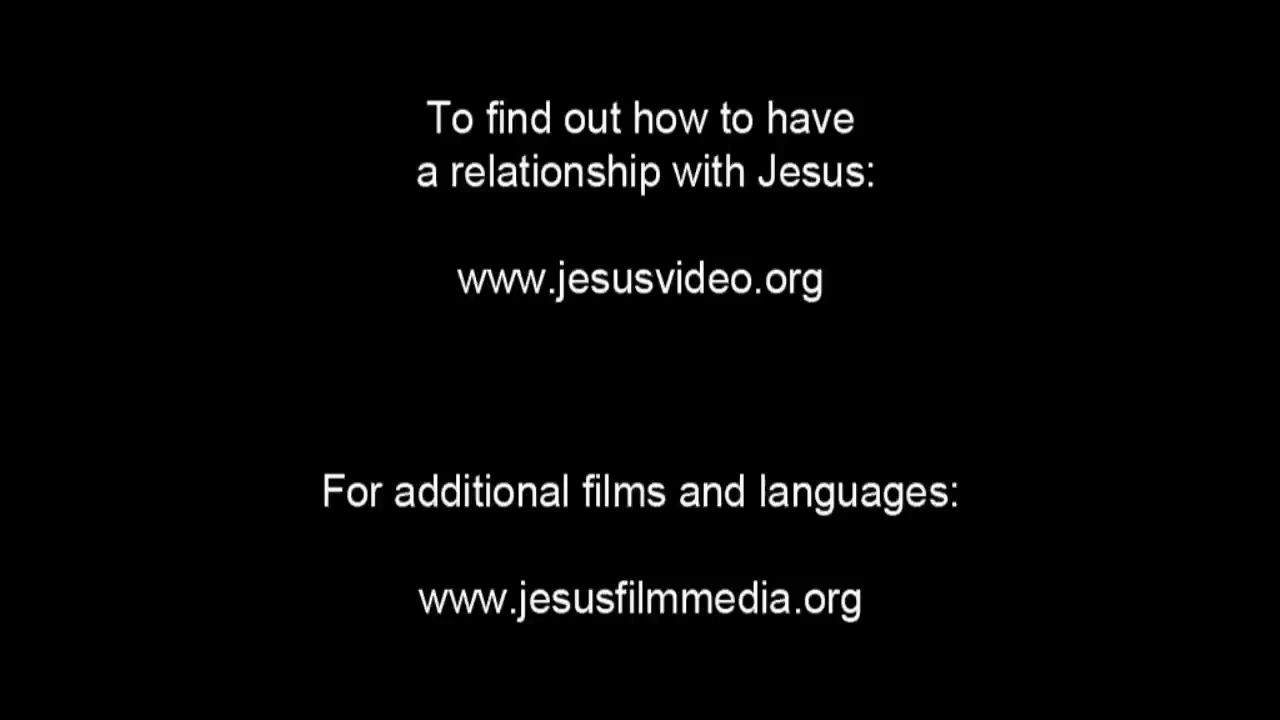 To find out how to have
a relationship with Jesus:
www.jesusvideo.org
For additional films and languages:
www.jesusfilmmedia.org